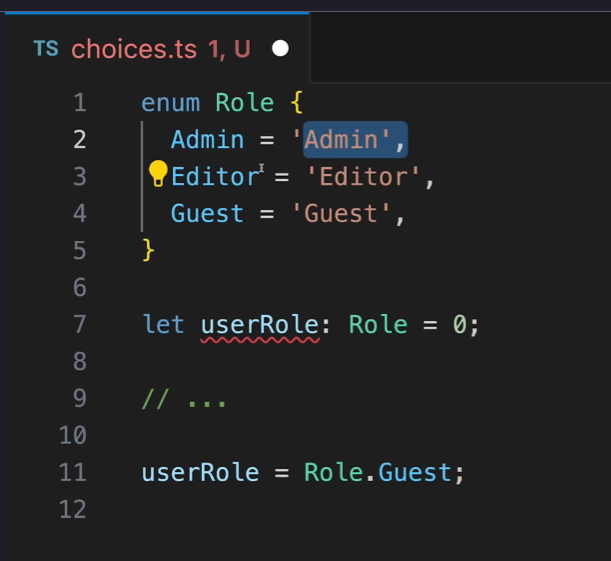 TS choices.ts 1, U
1 enum Role {
2 Admin = 'Admin',
3 Editor = 'Editor',
4 Guest = 'Guest',
5 }
6
7 let userRole: Role = 0;
8
9 // ...
10
11 userRole = Role.Guest;
12